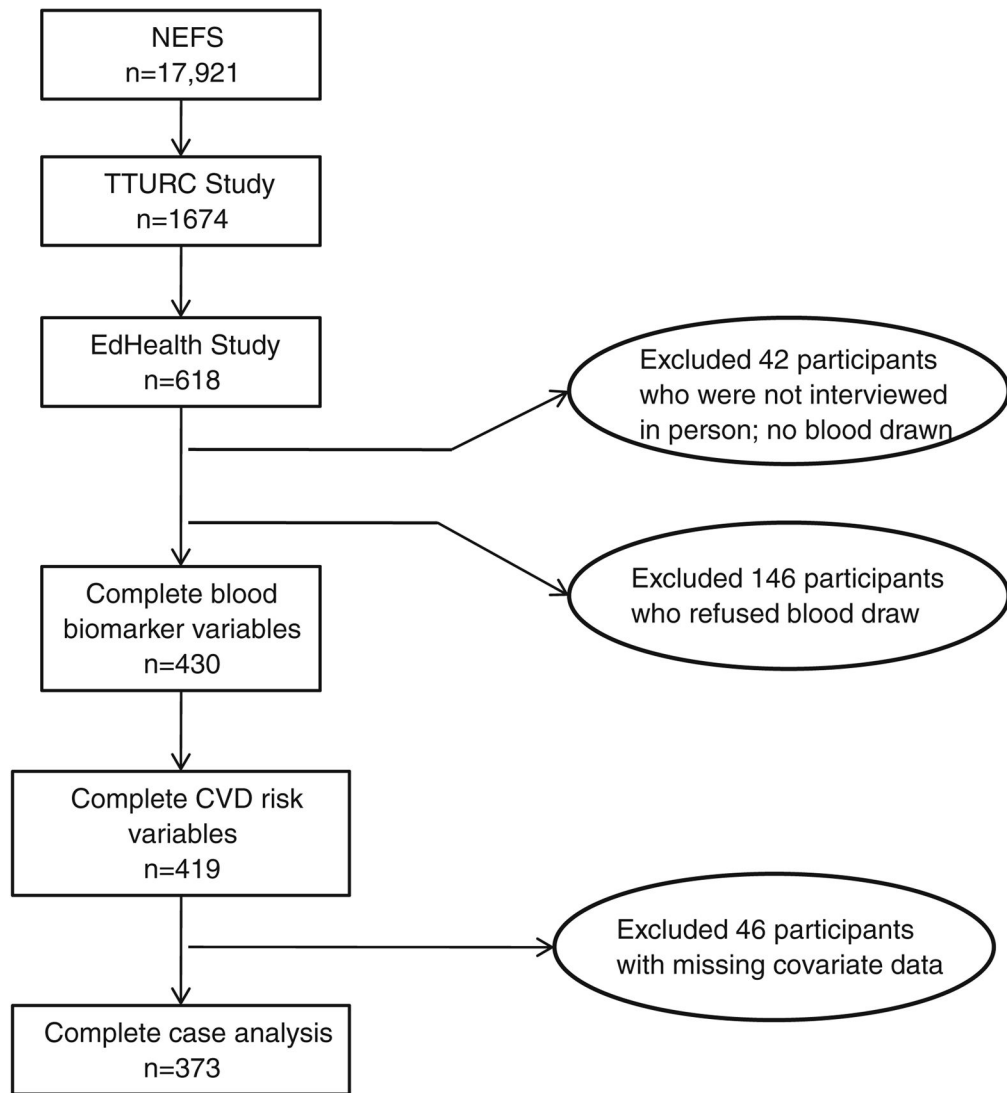 NEFS
n=17,921
TTURC Study
n=1674
EdHealth Study
n=618
Excluded 42 participants
who were not interviewed
in person; no blood drawn
Excluded 146 participants
who refused blood draw
Complete blood
biomarker variables
n=430
Complete CVD risk
variables
n=419
Excluded 46 participants
with missing covariate data
Complete case analysis
n=373